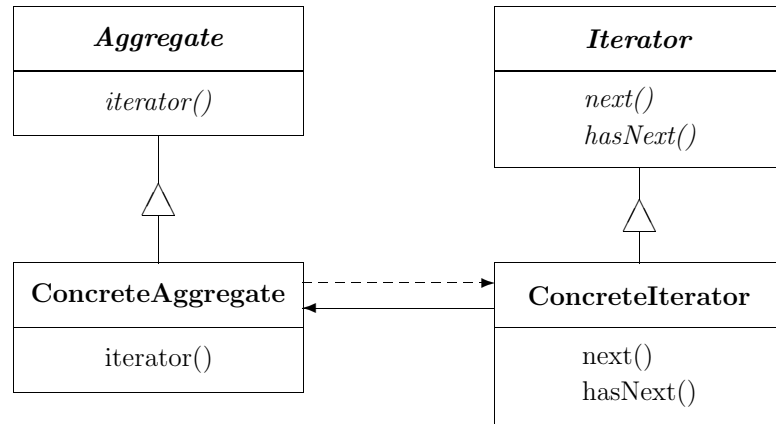 Aggregate
iterator()
Iterator
next()
hasNext()
ConcreteAggregate
iterator()
ConcreteIterator
next()
hasNext()